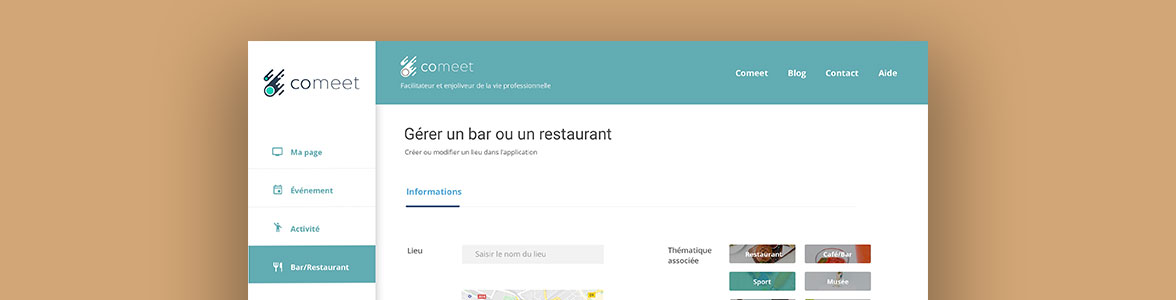 comeet
Ma page
Événement
Activité
Bar/Restaurant
comeet
Facilitateur et enjoliveur de la vie professionnelle
Comeet Blog Contact Aide
Gérer un bar ou un restaurant
Créer ou modifier un lieu dans l'application
Informations
Lieu
Saisir le nom du lieu
Thématique
associée
Restaurant
Café/Bar
Sport
Musée